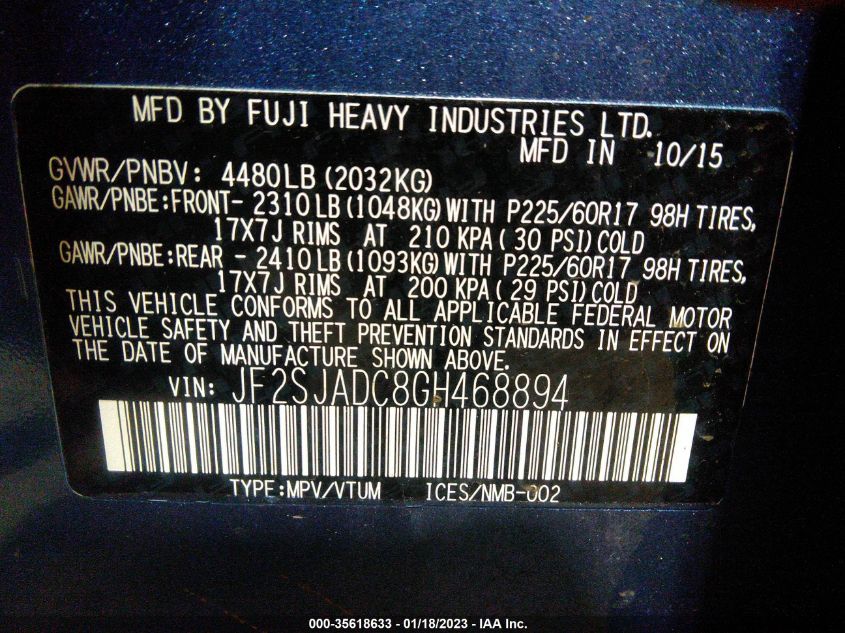 MFD BY FUJI HEAVY INDUSTRIES LTD.
MFD IN 10/15
GVWR/PNBV: 4480LB (2032KG)
GAWR/PNBE:FRONT- 2310LB (1048KG) WITH P225/60R17 98H TIRES,
17X7J RIMS AT 210 KPA (30 PSI) COLD
GAWR/PNBE:REAR - 2410LB (1093KG) WITH P225/60R17 98H TIRES,
17X7J RIMS AT 200 KPA (29 PSI) COLD
THIS VEHICLE CONFORMS TO ALL APPLICABLE FEDERAL MOTOR
VEHICLE SAFETY AND THEFT PREVENTION STANDARDS IN EFFECT ON
THE DATE OF MANUFACTURE SHOWN ABOVE.
VIN: JF2SJADC8GH468894
TYPE:MPV/VTUM ICES/NMB-002
000-35618633 - 01/18/2023 - IAA Inc.